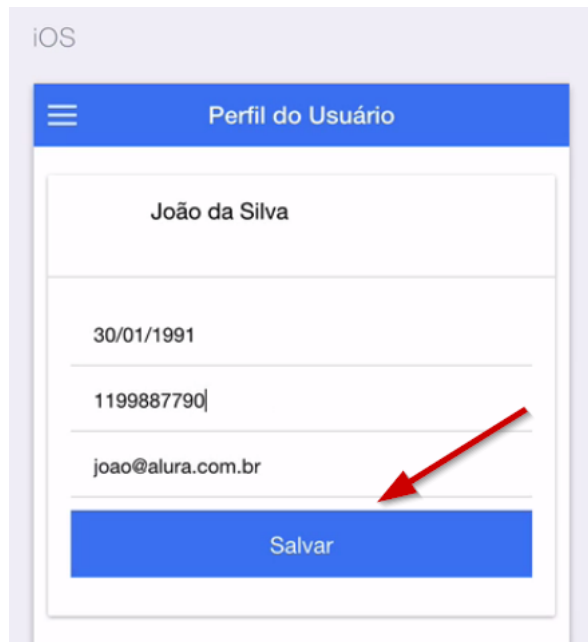 iOS
Perfil do Usuário
João da Silva
30/01/1991
1199887790
joao@alura.com.br
Salvar